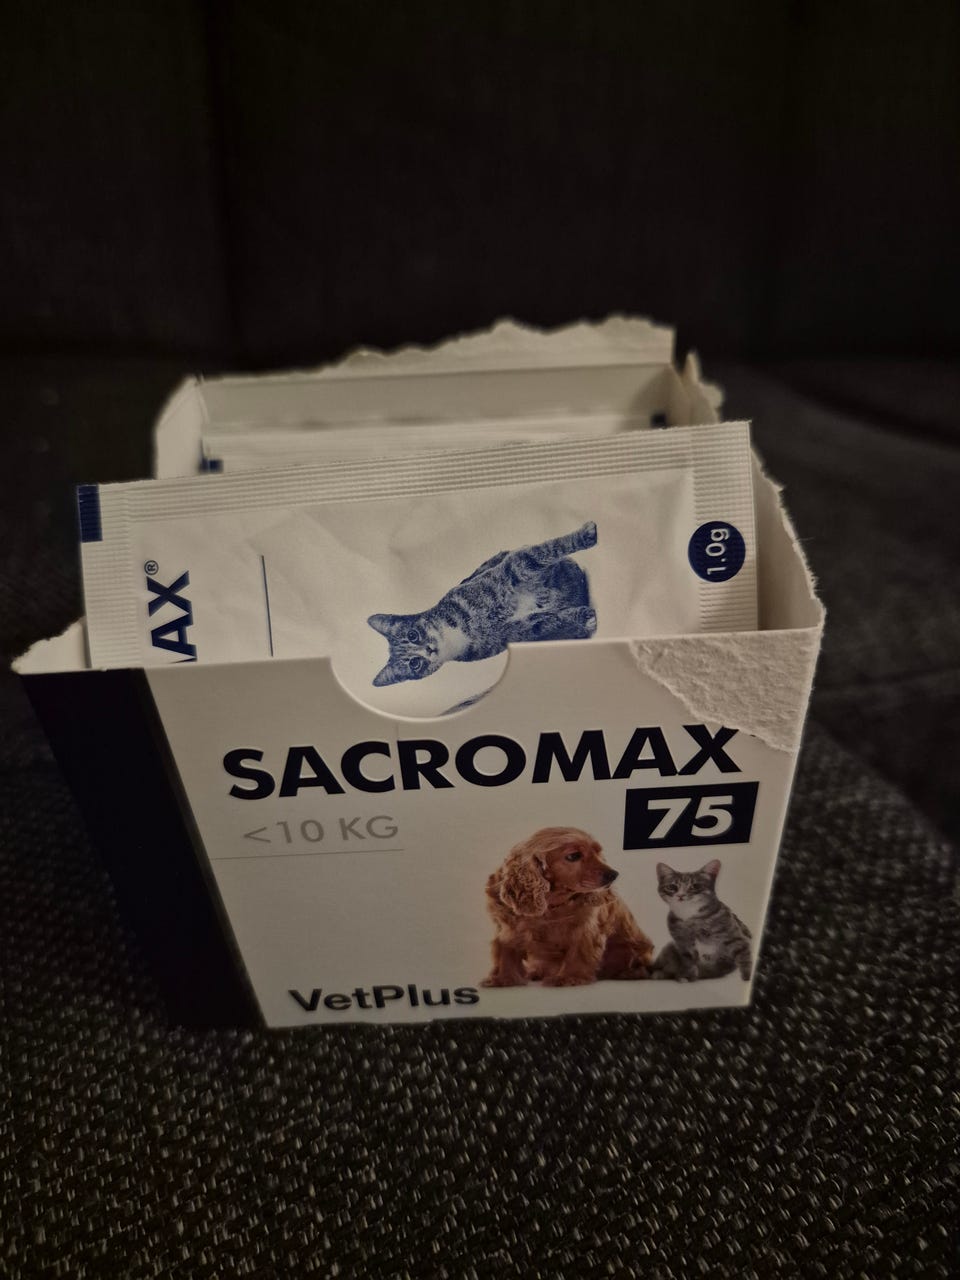 AX®
1.0g
SACROMAX
75
<10 KG
VetPlus